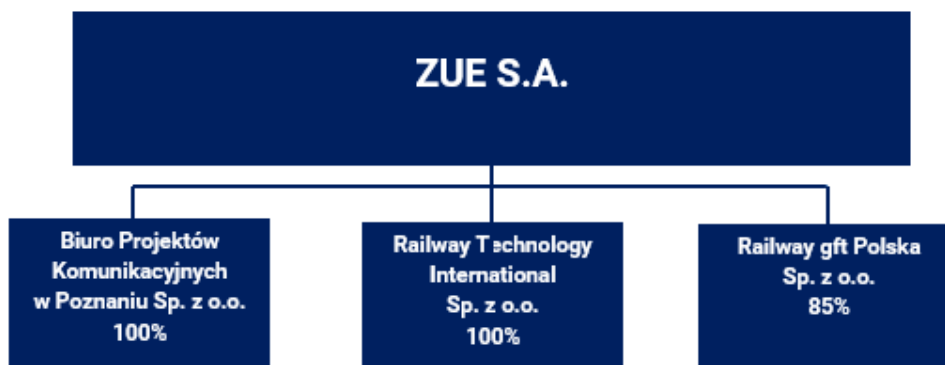 ZUE S.A.
Biuro Projektów
Komunikacyjnych
w Poznaniu Sp. z o.o.
100%
Railway Technology
International
Sp. z o.o.
100%
Railway gft Polska
Sp. z o.o.
85%